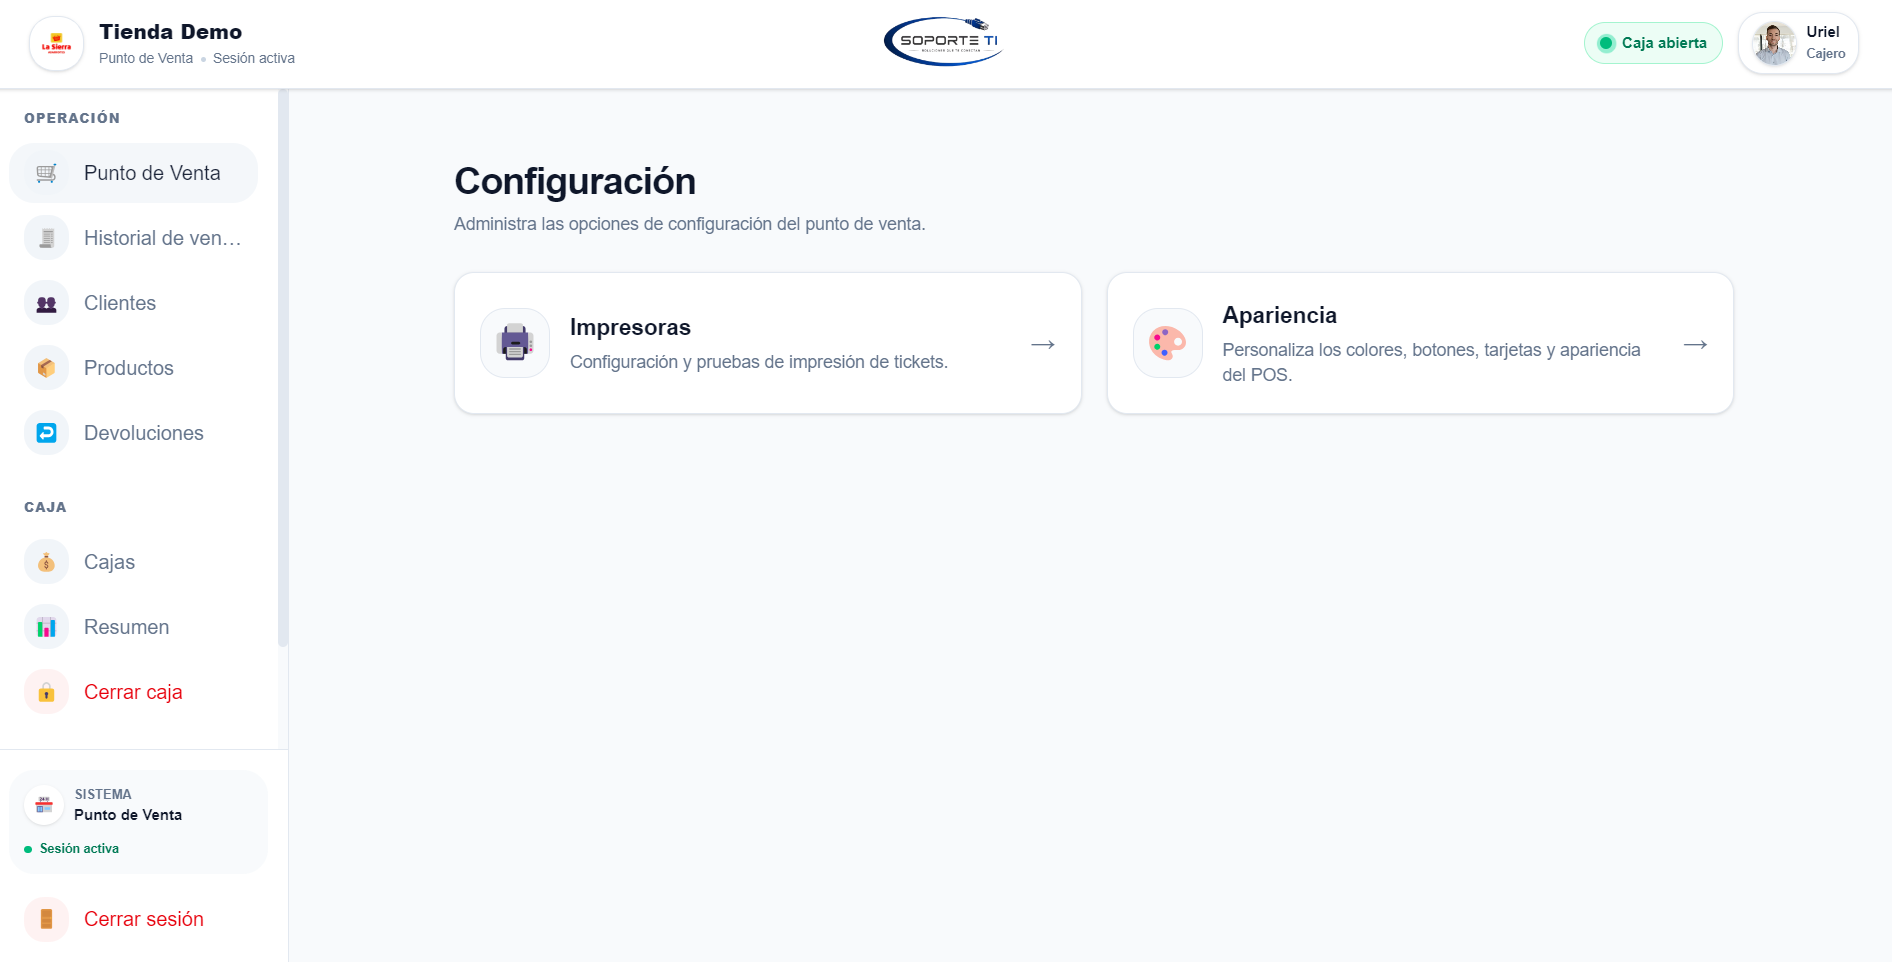 Tienda Demo
Punto de Venta • Sesión activa
La Sierra
SOPORTE TI
Caja abierta
Uriel
Cajero
OPERACIÓN
Punto de Venta
Historial de ven...
Clientes
Productos
Devoluciones
CAJA
Cajas
Resumen
Cerrar caja
SISTEMA
Punto de Venta
Sesión activa
Cerrar sesión
Configuración
Administra las opciones de configuración del punto de venta.
Impresoras
Configuración y pruebas de impresión de tickets.
→
Apariencia
Personaliza los colores, botones, tarjetas y apariencia
del POS.
→